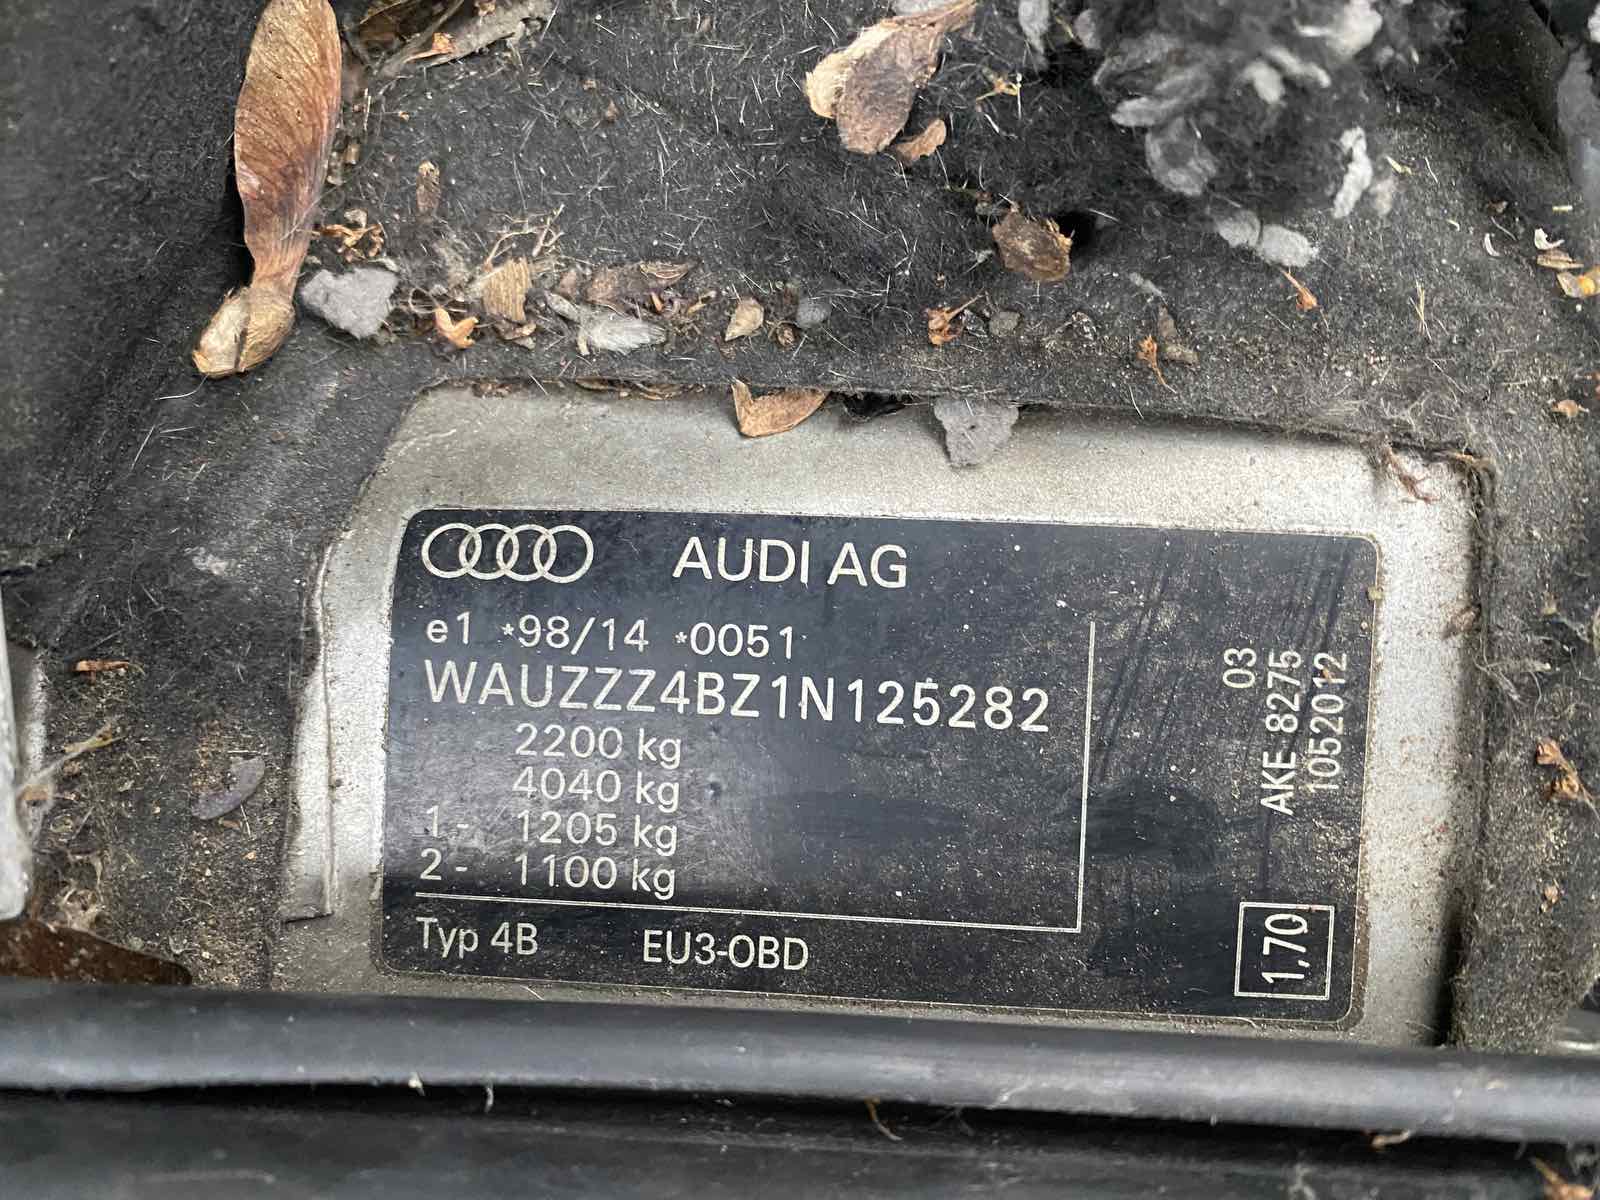 AUDI AG
e1 *98/14 *0051
WAUZZZ4BZ1N125282
2200 kg
4040 kg
1- 1205 kg
2- 1100 kg
Typ 4B EU3-OBD
03
AKE 8275
1052012
1,70